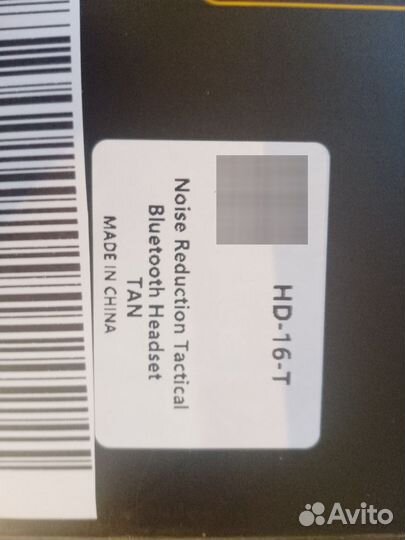 HD-16-T
Noise Reduction Tactical
Bluetooth Headset
TAN
MADE IN CHINA
Avito